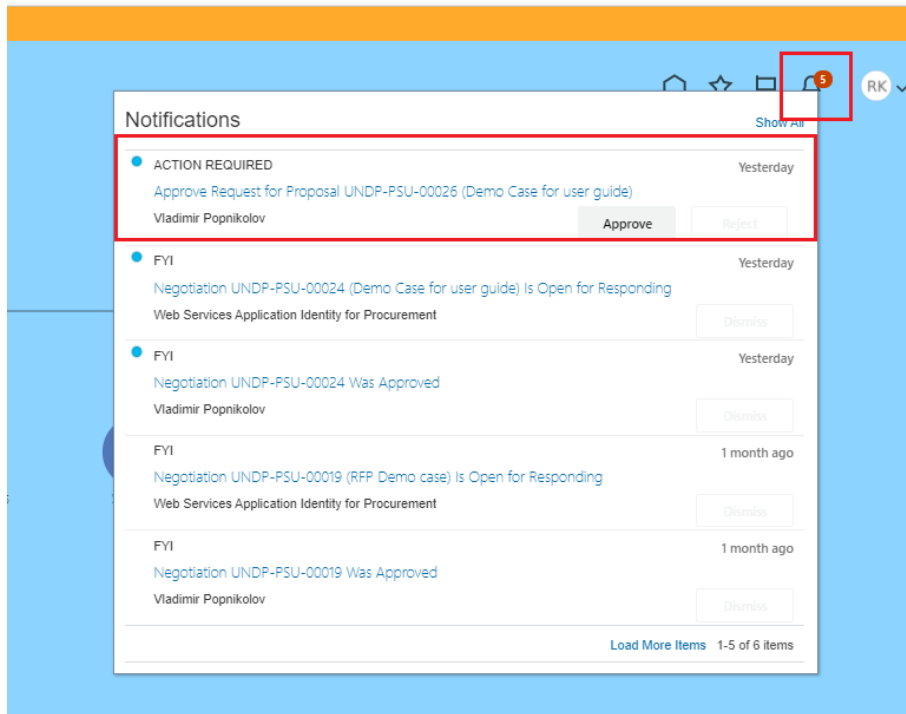 5
RK
Notifications
Show All
ACTION REQUIRED
Yesterday
Approve Request for Proposal UNDP-PSU-00026 (Demo Case for user guide)
Vladimir Popnikolov
Approve
Reject
FYI
Yesterday
Negotiation UNDP-PSU-00024 (Demo Case for user guide) Is Open for Responding
Web Services Application Identity for Procurement
Dismiss
FYI
Yesterday
Negotiation UNDP-PSU-00024 Was Approved
Vladimir Popnikolov
Dismiss
FYI
1 month ago
Negotiation UNDP-PSU-00019 (RFP Demo case) Is Open for Responding
Web Services Application Identity for Procurement
Dismiss
FYI
1 month ago
Negotiation UNDP-PSU-00019 Was Approved
Vladimir Popnikolov
Dismiss
Load More Items 1-5 of 6 items